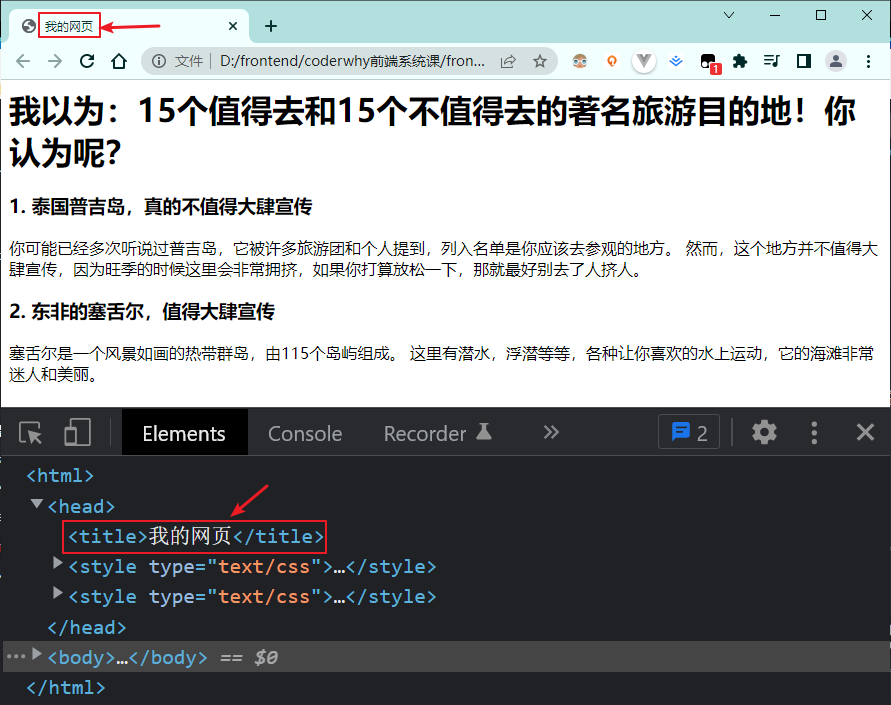 我的网页
文件 D:/frontend/coderwhy前端系统课/fron...
1
我以为：15个值得去和15个不值得去的著名旅游目的地！你
认为呢？
1. 泰国普吉岛，真的不值得大肆宣传
你可能已经多次听说过普吉岛，它被许多旅游团和个人提到，列入名单是你应该去参观的地方。 然而，这个地方并不值得大
肆宣传，因为旺季的时候这里会非常拥挤，如果你打算放松一下，那就最好别去了人挤人。
2. 东非的塞舌尔，值得大肆宣传
塞舌尔是一个风景如画的热带群岛，由115个岛屿组成。 这里有潜水，浮潜等等，各种让你喜欢的水上运动，它的海滩非常
迷人和美丽。
Elements Console Recorder 2
<html>
<head>
<title>我的网页</title>
<style type="text/css">…</style>
<style type="text/css">…</style>
</head>
<body>…</body> == $0
</html>